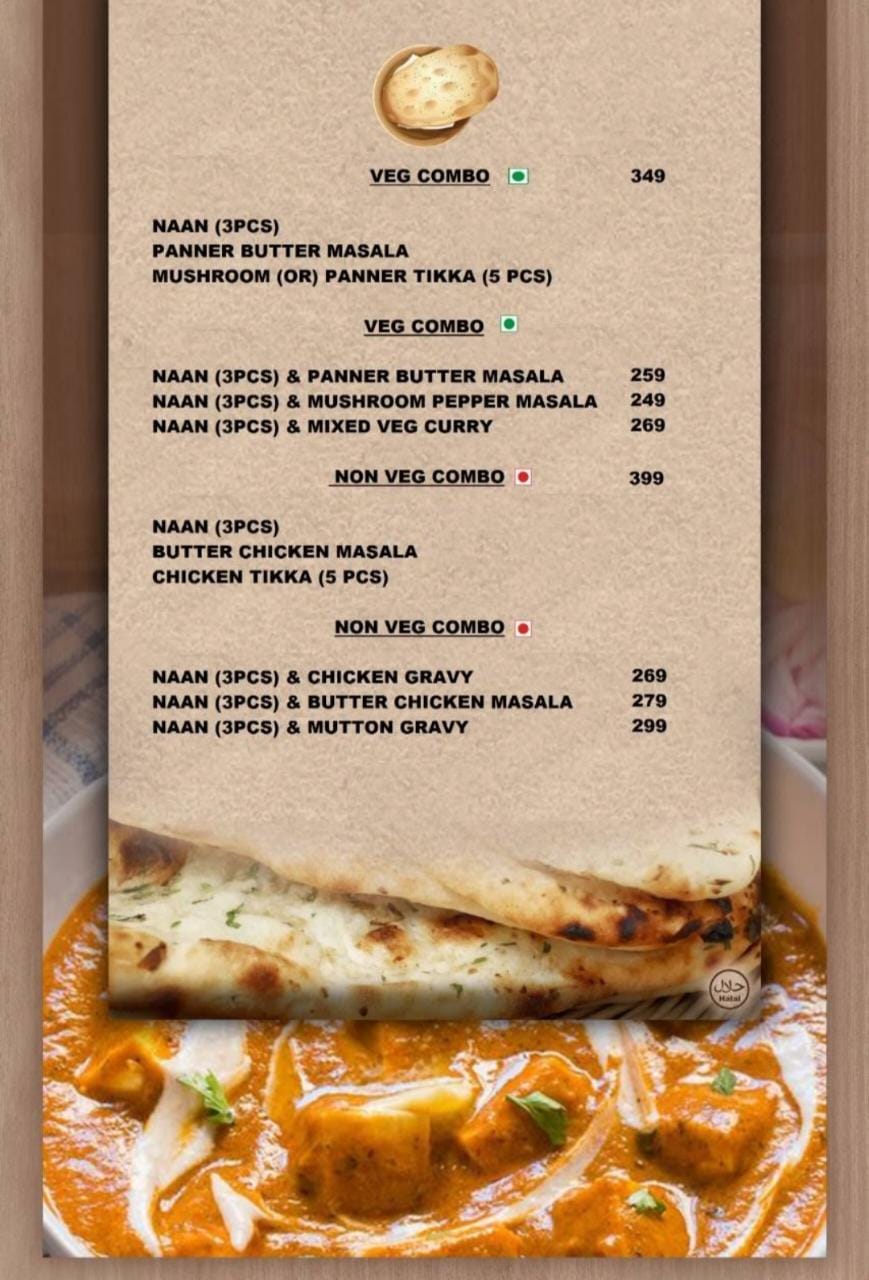 VEG COMBO 349
NAAN (3PCS)
PANNER BUTTER MASALA
MUSHROOM (OR) PANNER TIKKA (5 PCS)
VEG COMBO
NAAN (3PCS) & PANNER BUTTER MASALA 259
NAAN (3PCS) & MUSHROOM PEPPER MASALA 249
NAAN (3PCS) & MIXED VEG CURRY 269
NON VEG COMBO 399
NAAN (3PCS)
BUTTER CHICKEN MASALA
CHICKEN TIKKA (5 PCS)
NON VEG COMBO
NAAN (3PCS) & CHICKEN GRAVY 269
NAAN (3PCS) & BUTTER CHICKEN MASALA 279
NAAN (3PCS) & MUTTON GRAVY 299
حلال
Halal